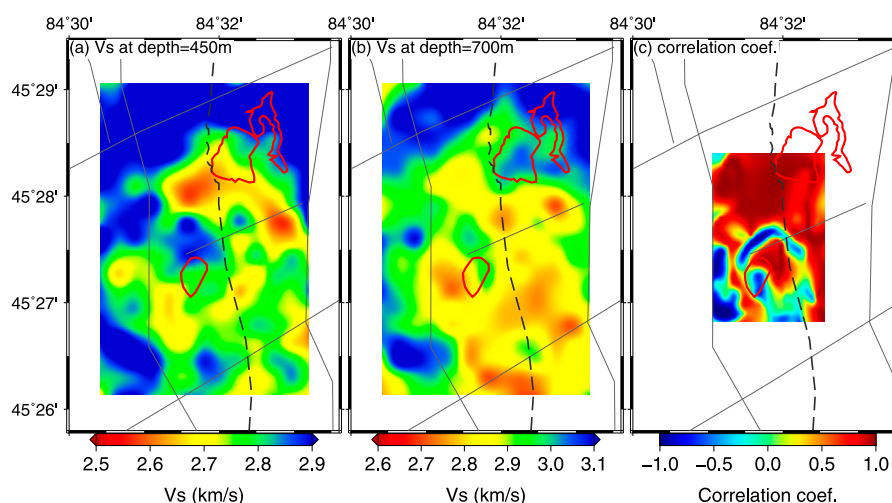 84˚30' 84˚32' 84˚30' 84˚32' 84˚30' 84˚32'
(a) Vs at depth=450m (b) Vs at depth=700m (c) correlation coef.
45˚29'
45˚28'
45˚27'
45˚26'
2.5 2.6 2.7 2.8 2.9 2.6 2.7 2.8 2.9 3.0 3.1 −1.0 −0.5 0.0 0.5 1.0
Vs (km/s) Vs (km/s) Correlation coef.